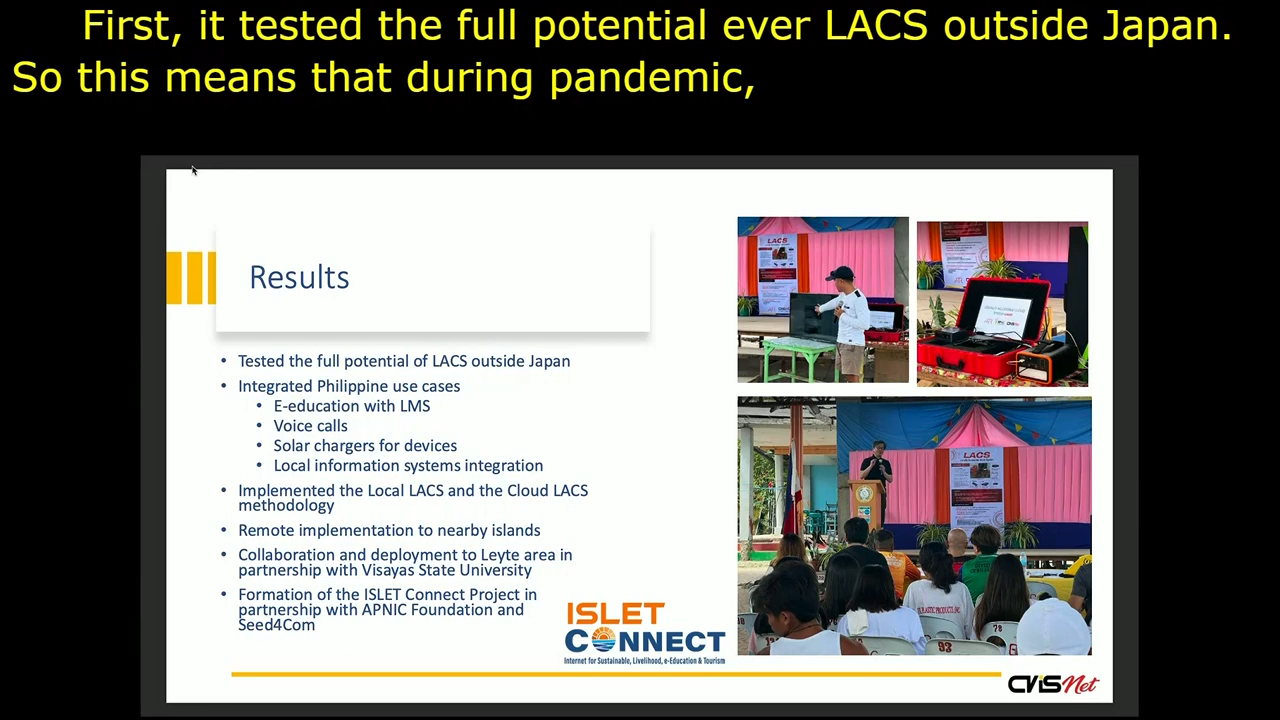 First, it tested the full potential ever LACS outside Japan.
So this means that during pandemic,
Results
• Tested the full potential of LACS outside Japan
• Integrated Philippine use cases
• E-education with LMS
• Voice calls
• Solar chargers for devices
• Local information systems integration
• Implemented the Local LACS and the Cloud LACS
methodology
• Remote implementation to nearby islands
• Collaboration and deployment to Leyte area in
partnership with Visayas State University
• Formation of the ISLET Connect Project in
partnership with APNIC Foundation and
Seed4Com
ISLET
CONNECT
Internet for Sustainable, Livelihood, e-Education & Tourism
LACS
LACS
CViSNet